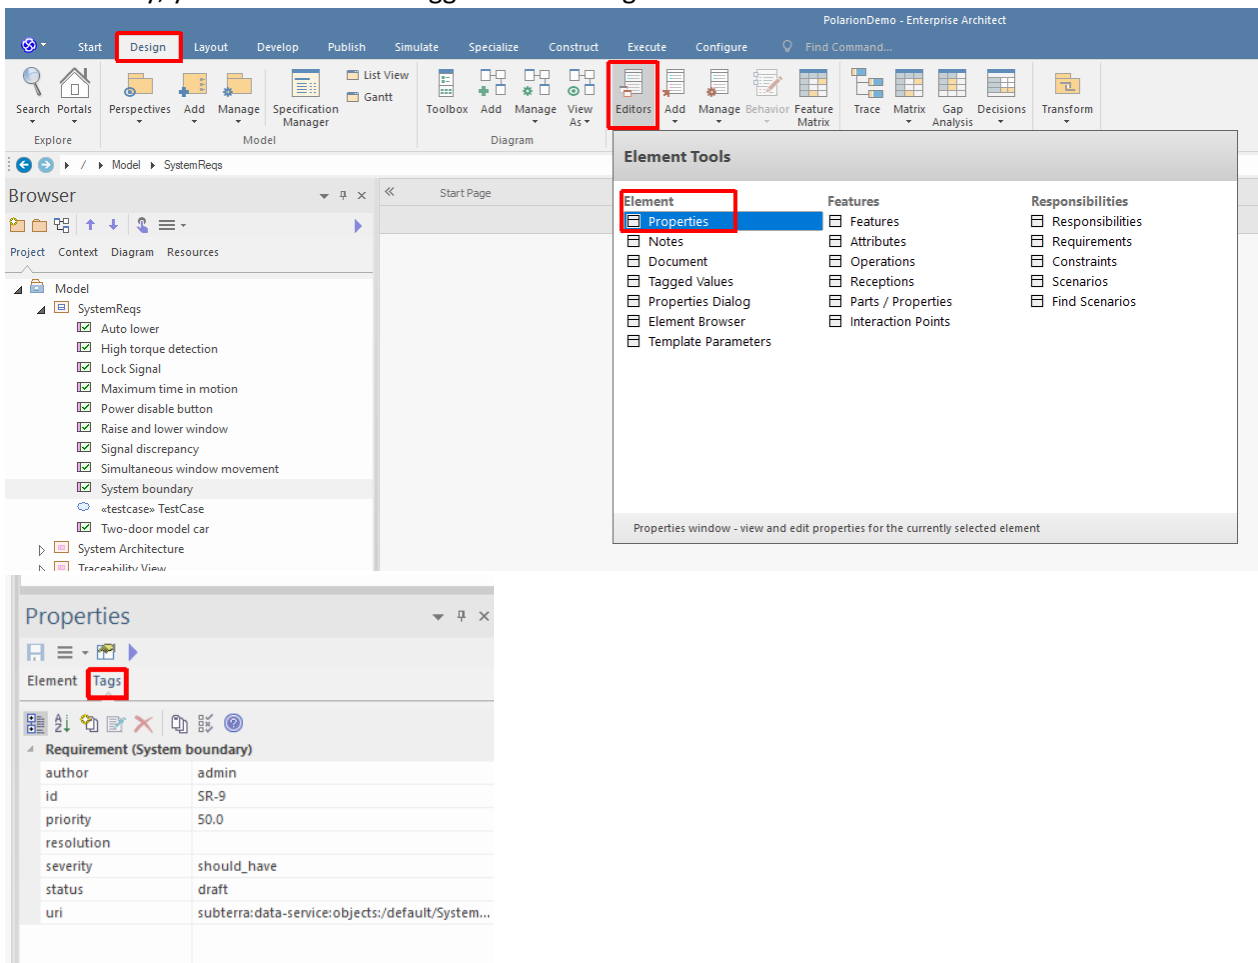 PolarionDemo - Enterprise Architect
Start Design Layout Develop Publish Simulate Specialize Construct Execute Configure Find Command...
Search Portals Perspectives Add Manage Specification Manager List View Gantt Toolbox Add Manage View As Editors Add Manage Behavior Feature Matrix Trace Matrix Gap Analysis Decisions Transform
Explore Model Diagram
/ Model SystemReqs
Element Tools
Browser
Start Page
Project Context Diagram Resources
Model
SystemReqs
Auto lower
High torque detection
Lock Signal
Maximum time in motion
Power disable button
Raise and lower window
Signal discrepancy
Simultaneous window movement
System boundary
«testcase» TestCase
Two-door model car
System Architecture
Traceability View
Element
Properties
Notes
Document
Tagged Values
Properties Dialog
Element Browser
Template Parameters
Features
Features
Attributes
Operations
Receptions
Parts / Properties
Interaction Points
Responsibilities
Responsibilities
Requirements
Constraints
Scenarios
Find Scenarios
Properties window - view and edit properties for the currently selected element
Properties
Element Tags
Requirement (System boundary)
author admin
id SR-9
priority 50.0
resolution
severity should_have
status draft
uri subterra:data-service:objects:/default/System...